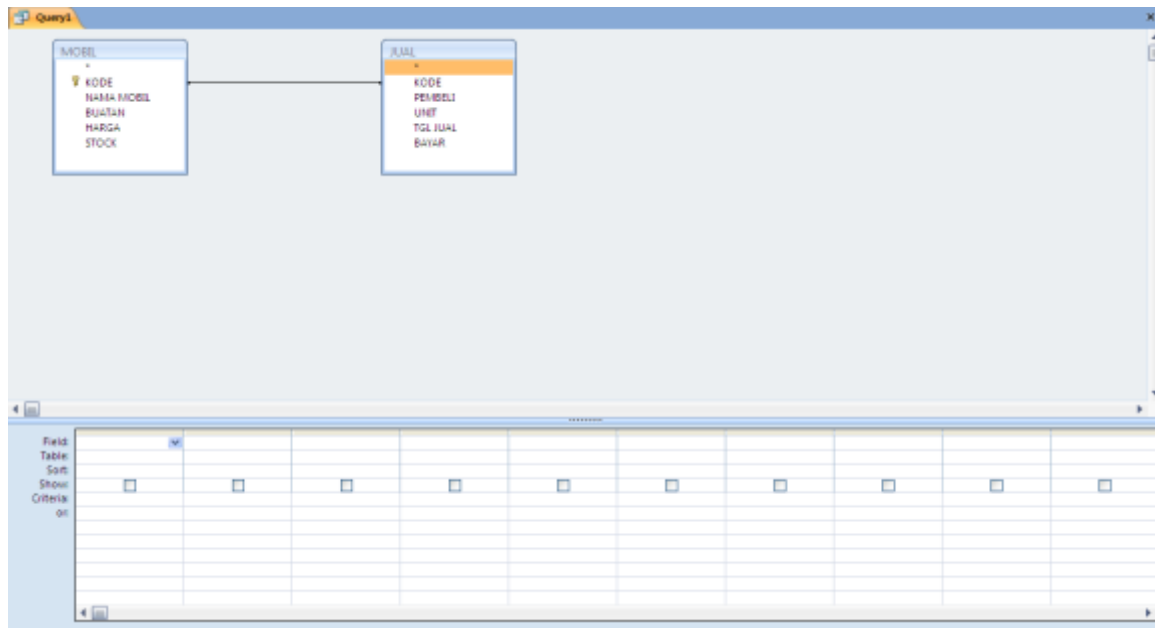 Query1
MOBIL
*
KODE
NAMA MOBIL
BUATAN
HARGA
STOCK
JUAL
*
KODE
PEMBELI
UNIT
TGL JUAL
BAYAR
Field:
Table:
Sort:
Show:
Criteria:
or: